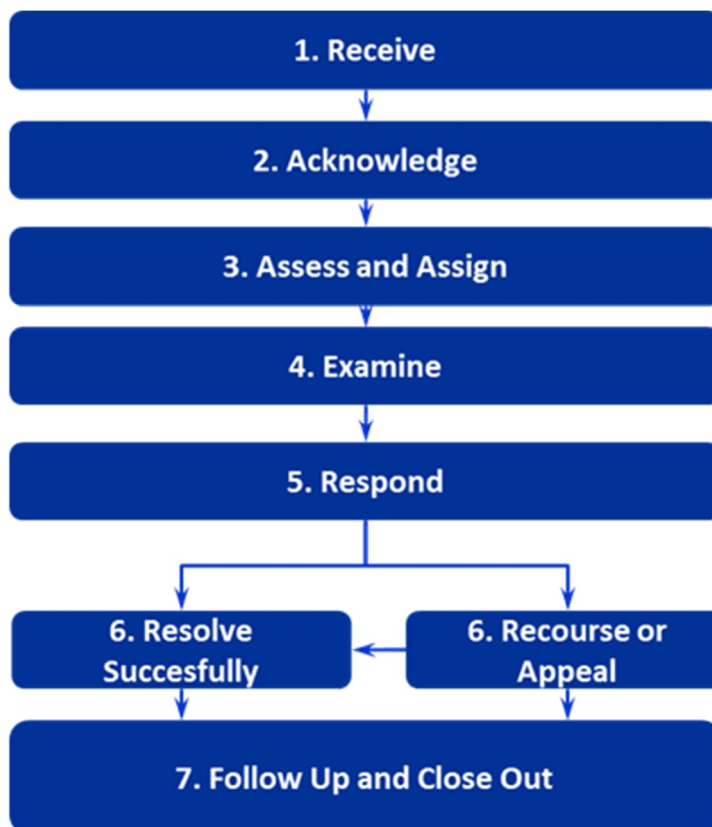 1. Receive
2. Acknowledge
3. Assess and Assign
4. Examine
5. Respond
6. Resolve
Succesfully
6. Recourse or
Appeal
7. Follow Up and Close Out